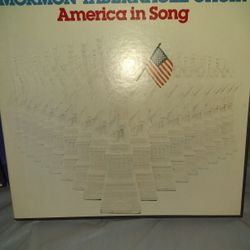 MORMON TABERNACLE CHOIR
America in Song